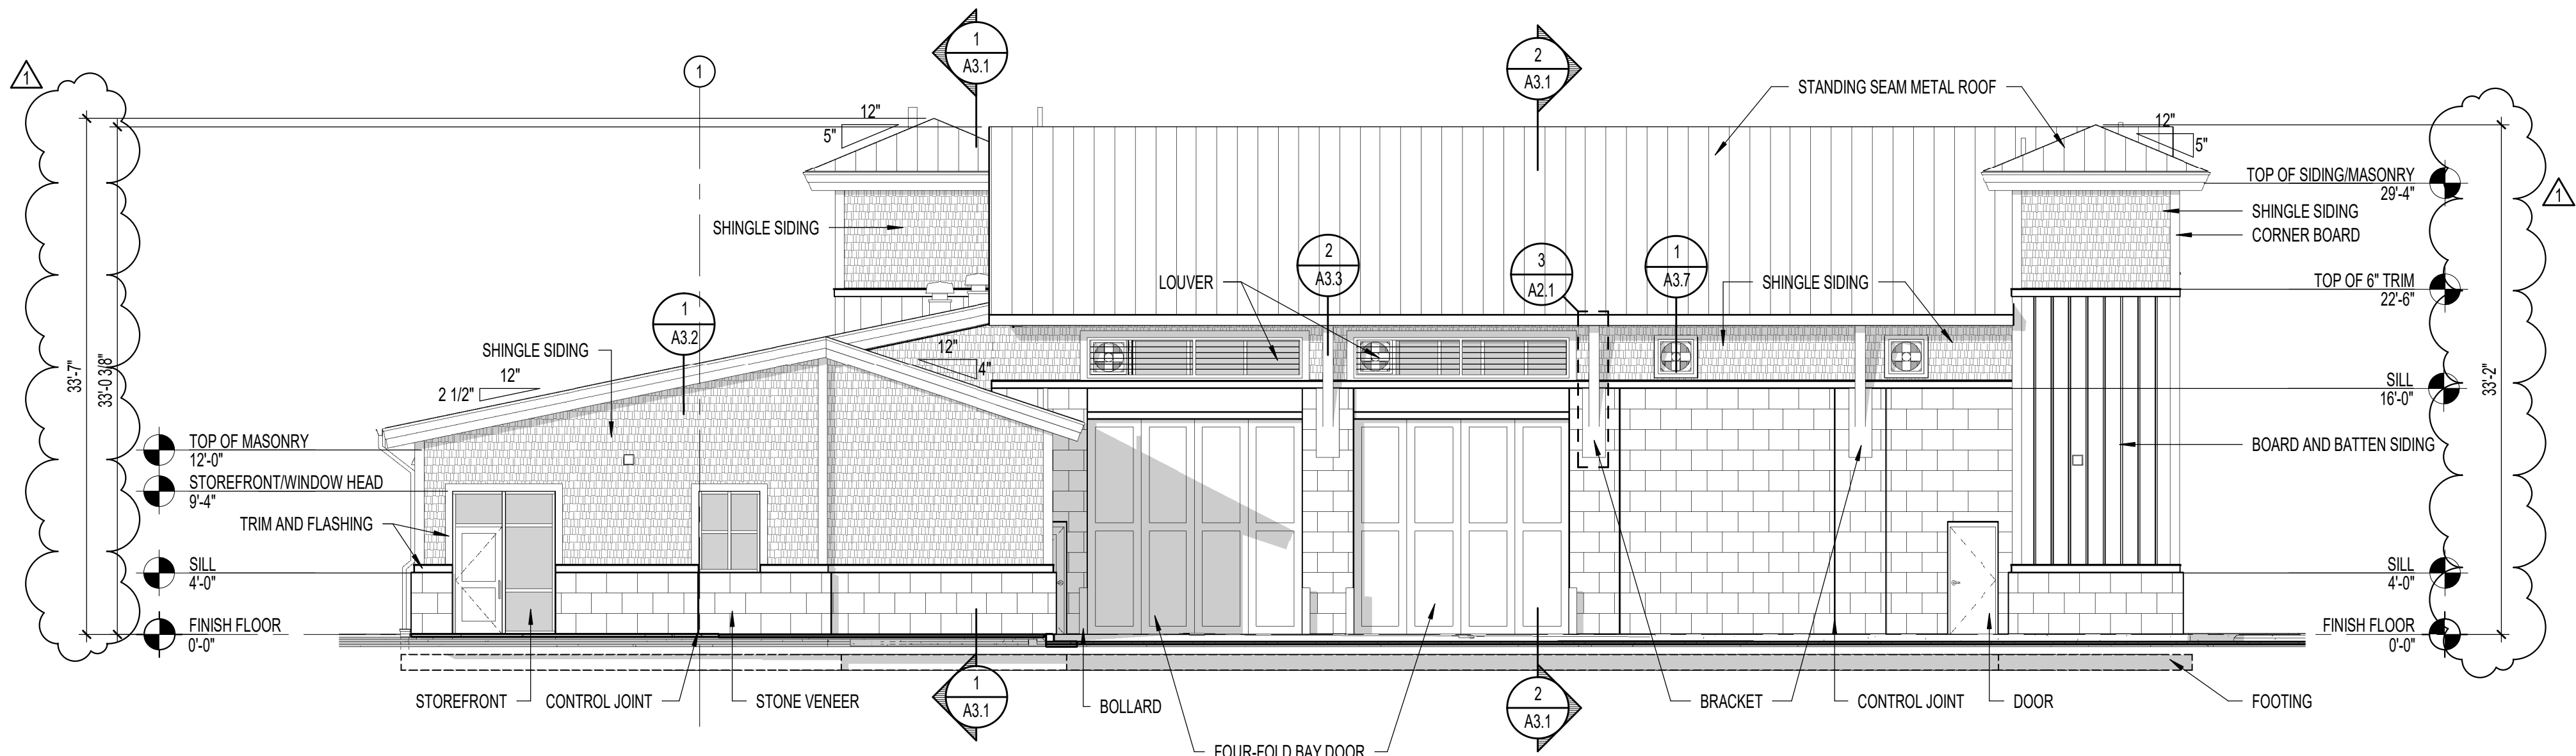 1
1
A3.1
2
A3.1
1
STANDING SEAM METAL ROOF
12"
5"
12"
5"
TOP OF SIDING/MASONRY
29'-4"
1
SHINGLE SIDING
CORNER BOARD
SHINGLE SIDING
2
A3.3
LOUVER
3
A2.1
1
A3.7
SHINGLE SIDING
TOP OF 6" TRIM
22'-6"
1
A3.2
33'-7"
33'-0 3/8"
SHINGLE SIDING
12"
4"
12"
2 1/2"
SILL
16'-0"
33'-2"
TOP OF MASONRY
12'-0"
BOARD AND BATTEN SIDING
STOREFRONT/WINDOW HEAD
9'-4"
TRIM AND FLASHING
SILL
4'-0"
SILL
4'-0"
FINISH FLOOR
0'-0"
FINISH FLOOR
0'-0"
STOREFRONT
CONTROL JOINT
STONE VENEER
1
A3.1
BOLLARD
2
A3.1
BRACKET
CONTROL JOINT
DOOR
FOOTING
FOUR-FOLD BAY DOOR